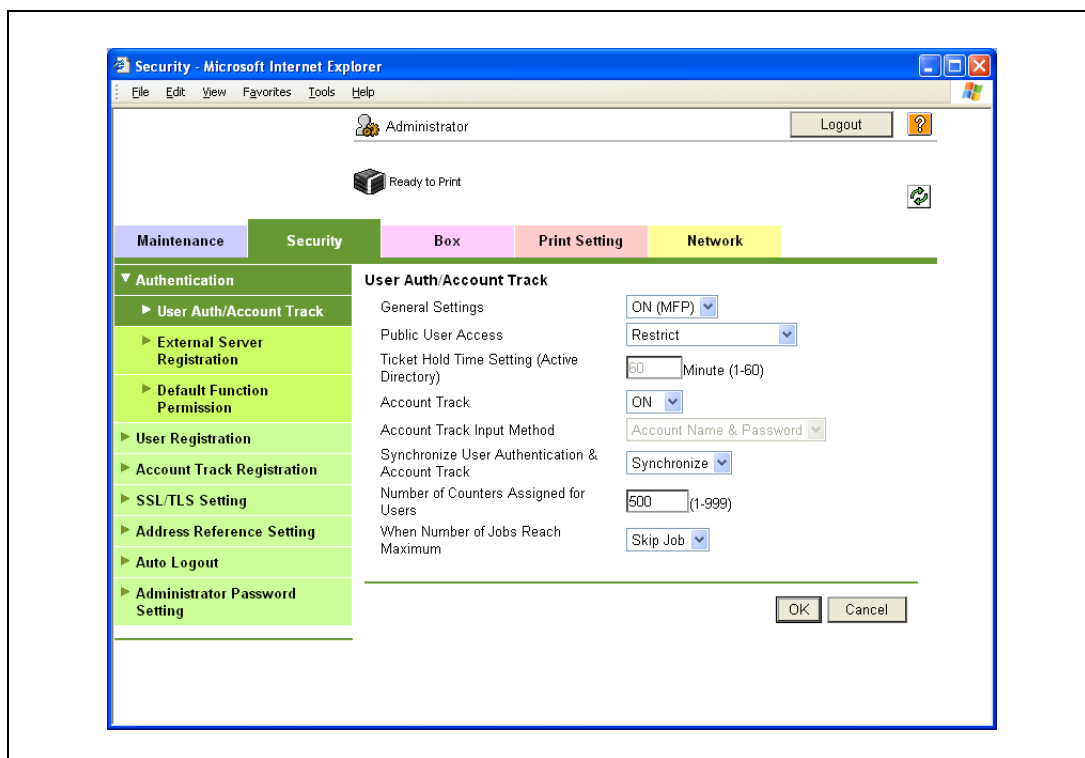 Security - Microsoft Internet Explorer
File Edit View Favorites Tools Help
Administrator
Logout
?
Ready to Print
Maintenance Security Box Print Setting Network
Authentication
User Auth/Account Track
External Server
Registration
Default Function
Permission
User Registration
Account Track Registration
SSL/TLS Setting
Address Reference Setting
Auto Logout
Administrator Password
Setting
User Auth/Account Track
General Settings ON (MFP)
Public User Access Restrict
Ticket Hold Time Setting (Active
Directory) 60 Minute (1-60)
Account Track ON
Account Track Input Method Account Name & Password
Synchronize User Authentication &
Account Track Synchronize
Number of Counters Assigned for
Users 500 (1-999)
When Number of Jobs Reach
Maximum Skip Job
OK Cancel